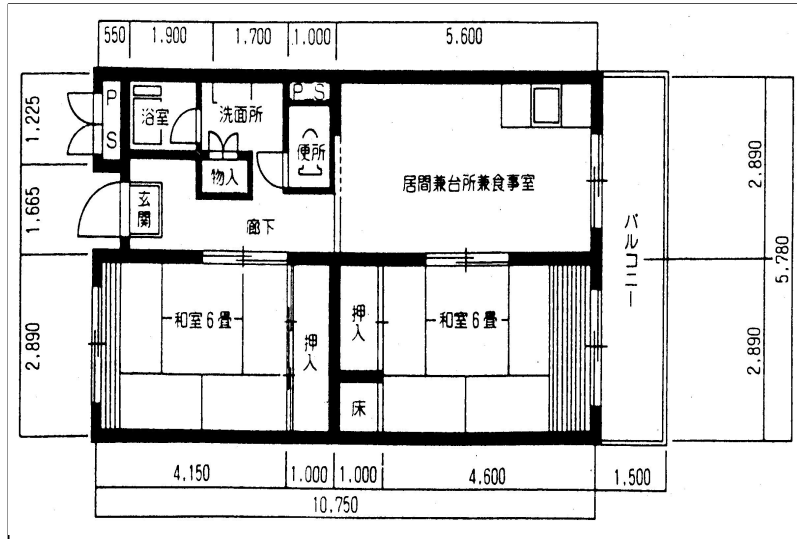 550
1.900
1.700
1.000
5.600
1.225
1.665
2.890
P
S
浴室
洗面所
P S
便所
物入
玄関
廊下
居間兼台所兼食事室
バルコニー
2.890
5.780
2.890
和室6畳
押入
押入
和室6畳
床
4.150
1.000
1.000
4.600
1,500
10.750